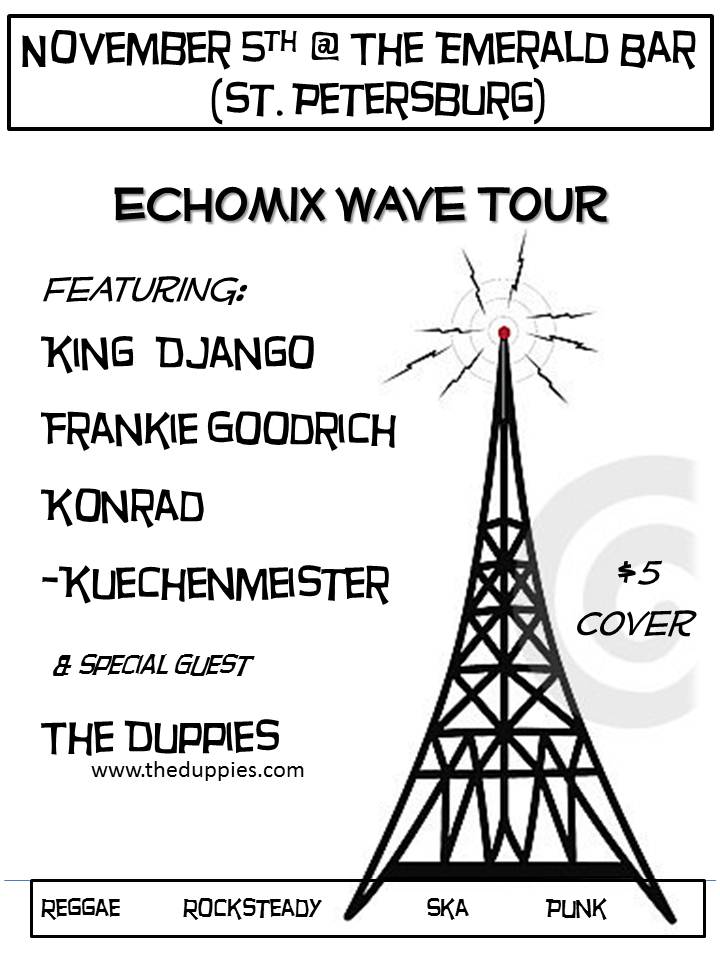 NOVEMBER 5TH @ THE EMERALD BAR
(ST. PETERSBURG)
ECHOMIX WAVE TOUR
FEATURING:
KING DJANGO
FRANKIE GOODRICH
KONRAD
-KUECHENMEISTER
$5
COVER
& SPECIAL GUEST
THE DUPPIES
www.theduppies.com
REGGAE ROCKSTEADY SKA PUNK